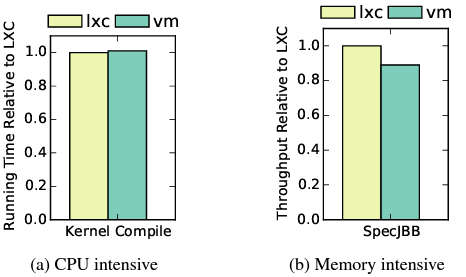 lxc vm
Running Time Relative to LXC
1.0
0.8
0.6
0.4
0.2
0.0
Kernel Compile
(a) CPU intensive
lxc vm
Throughput Relative to LXC
1.0
0.8
0.6
0.4
0.2
0.0
SpecJBB
(b) Memory intensive